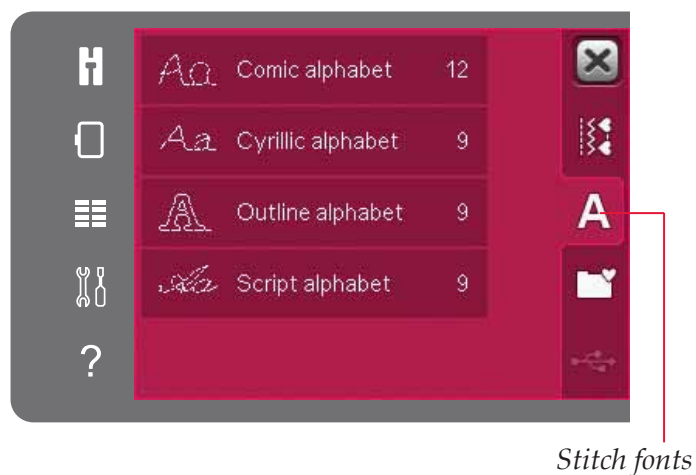 Comic alphabet 12
Cyrillic alphabet 9
A
Outline alphabet 9
Script alphabet 9
?
Stitch fonts